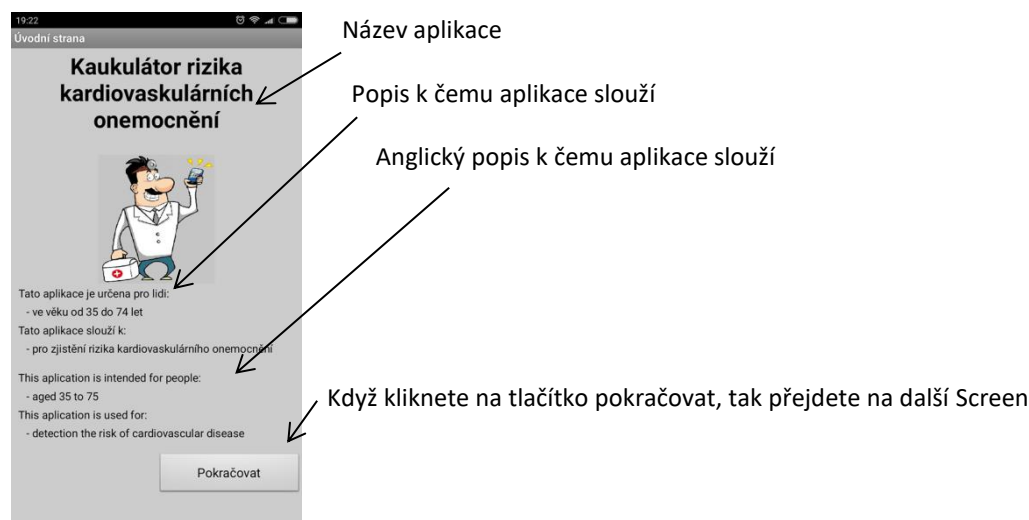 19:22
Úvodní strana
Kaukulátor rizika
kardiovaskulárních
onemocnění
Tato aplikace je určena pro lidi:
- ve věku od 35 do 74 let
Tato aplikace slouží k:
- pro zjistění rizika kardiovaskulárního onemocnění
This aplication is intended for people:
- aged 35 to 75
This aplication is used for:
- detection the risk of cardiovascular disease
Pokračovat
Název aplikace
Popis k čemu aplikace slouží
Anglický popis k čemu aplikace slouží
Když kliknete na tlačítko pokračovat, tak přejdete na další Screen